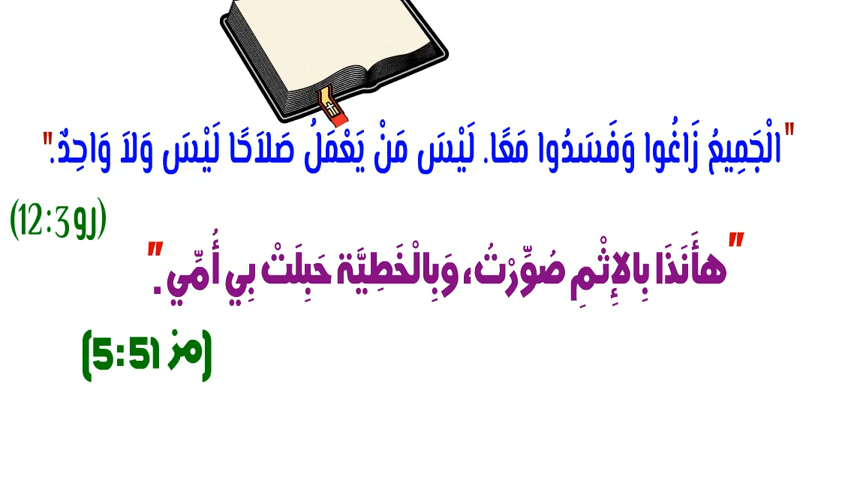 "الْجَمِيعُ زَاغُوا وَفَسَدُوا مَعًا. لَيْسَ مَنْ يَعْمَلُ صَلاَحًا لَيْسَ وَلاَ وَاحِدٌ."
(رو3:12)
"هأَنَذَا بِالإِثْمِ صُوِّرْتُ، وَبِالْخَطِيَّة حَبِلَتْ بِي أُمِّي."
(مز 51:5)